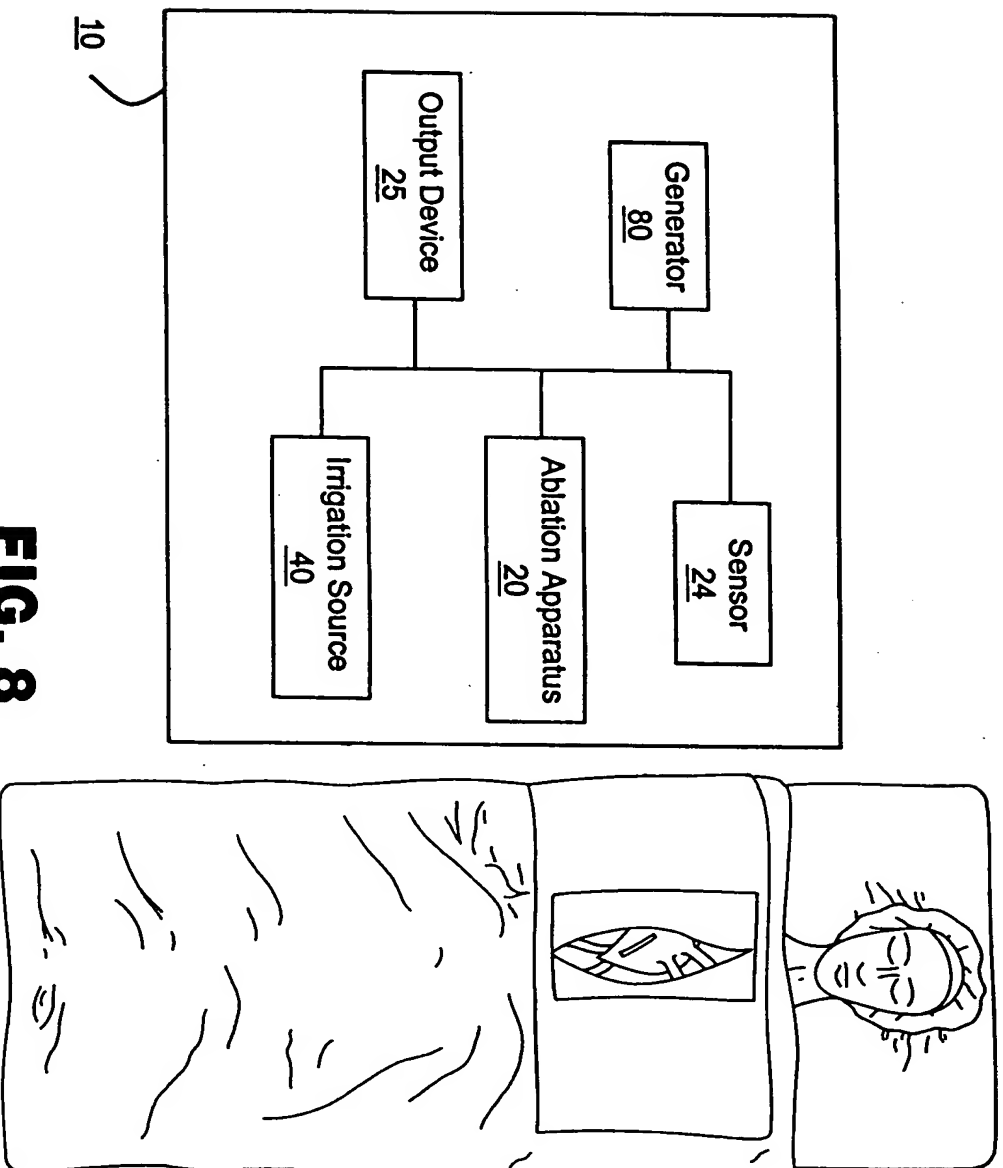 Sensor
24
Generator
80
Ablation Apparatus
20
Output Device
25
Irrigation Source
40
10
FIG. 8